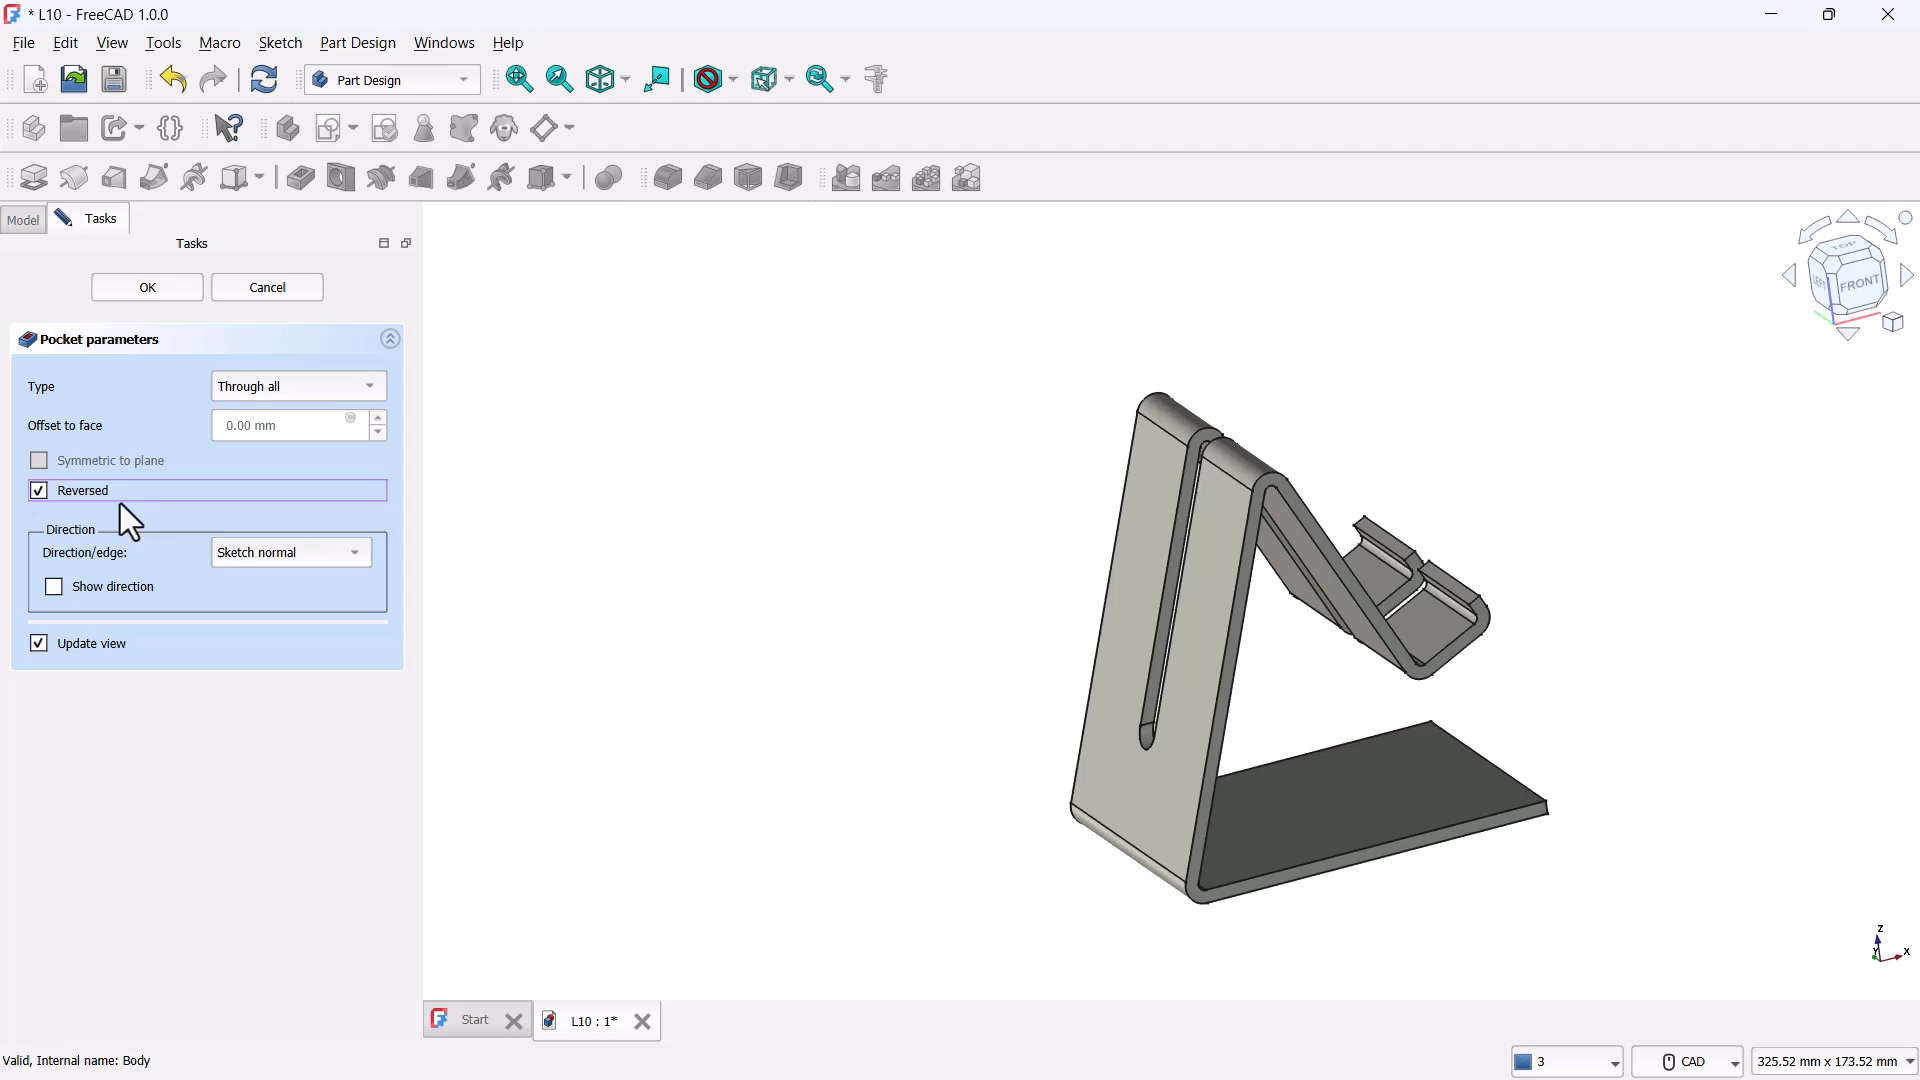 * L10 - FreeCAD 1.0.0
File Edit View Tools Macro Sketch Part Design Windows Help
Part Design
Model Tasks
Tasks
OK Cancel
Pocket parameters
Type Through all
Offset to face 0.00 mm
Symmetric to plane
Reversed
Direction
Direction/edge: Sketch normal
Show direction
Update view
TOP
LEFT FRONT
Z
Y X
Start L10 : 1*
Valid, Internal name: Body 3 CAD 325.52 mm x 173.52 mm